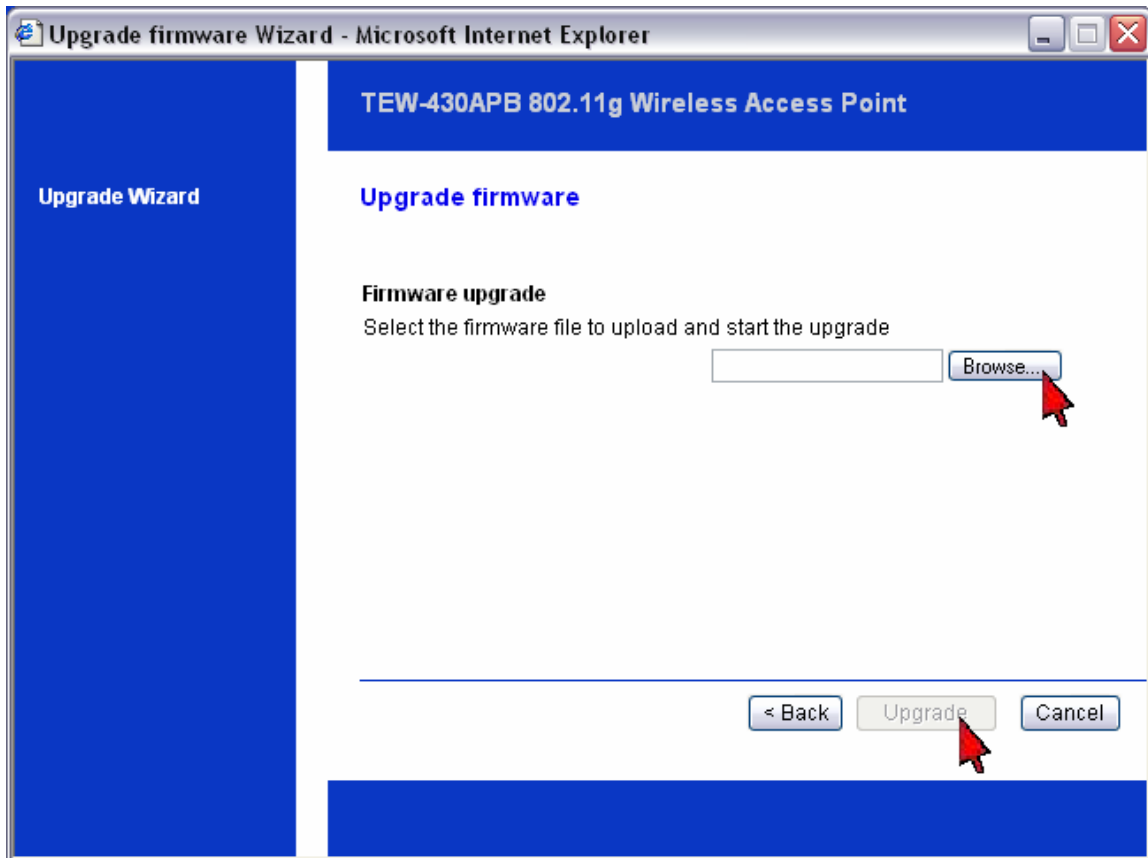 Upgrade firmware Wizard - Microsoft Internet Explorer
TEW-430APB 802.11g Wireless Access Point
Upgrade Wizard
Upgrade firmware
Firmware upgrade
Select the firmware file to upload and start the upgrade
Browse...
< Back
Upgrade
Cancel